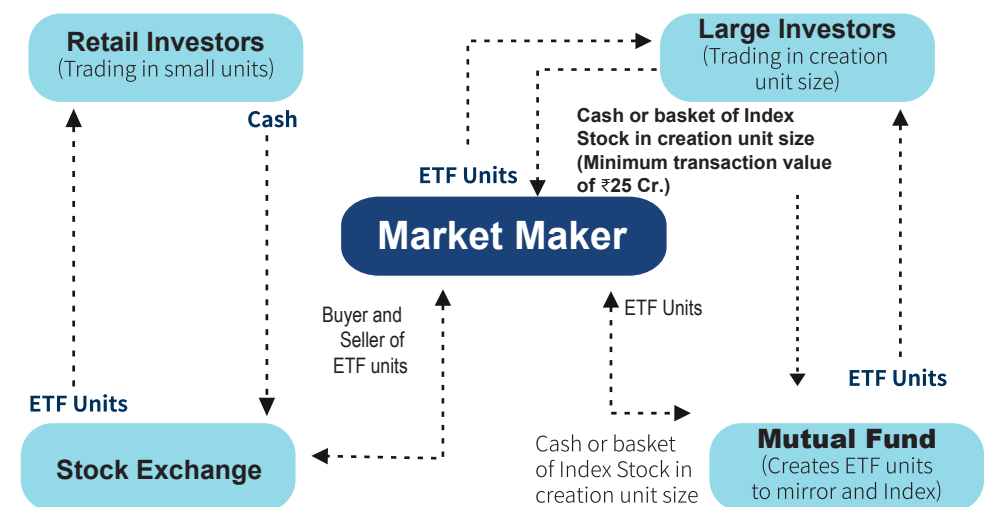 Retail Investors
(Trading in small units)
Large Investors
(Trading in creation
unit size)
Cash
Cash or basket of Index
Stock in creation unit size
(Minimum transaction value
of ₹25 Cr.)
ETF Units
Market Maker
Buyer and
Seller of
ETF units
ETF Units
ETF Units
ETF Units
Stock Exchange
Cash or basket
of Index Stock in
creation unit size
Mutual Fund
(Creates ETF units
to mirror and Index)